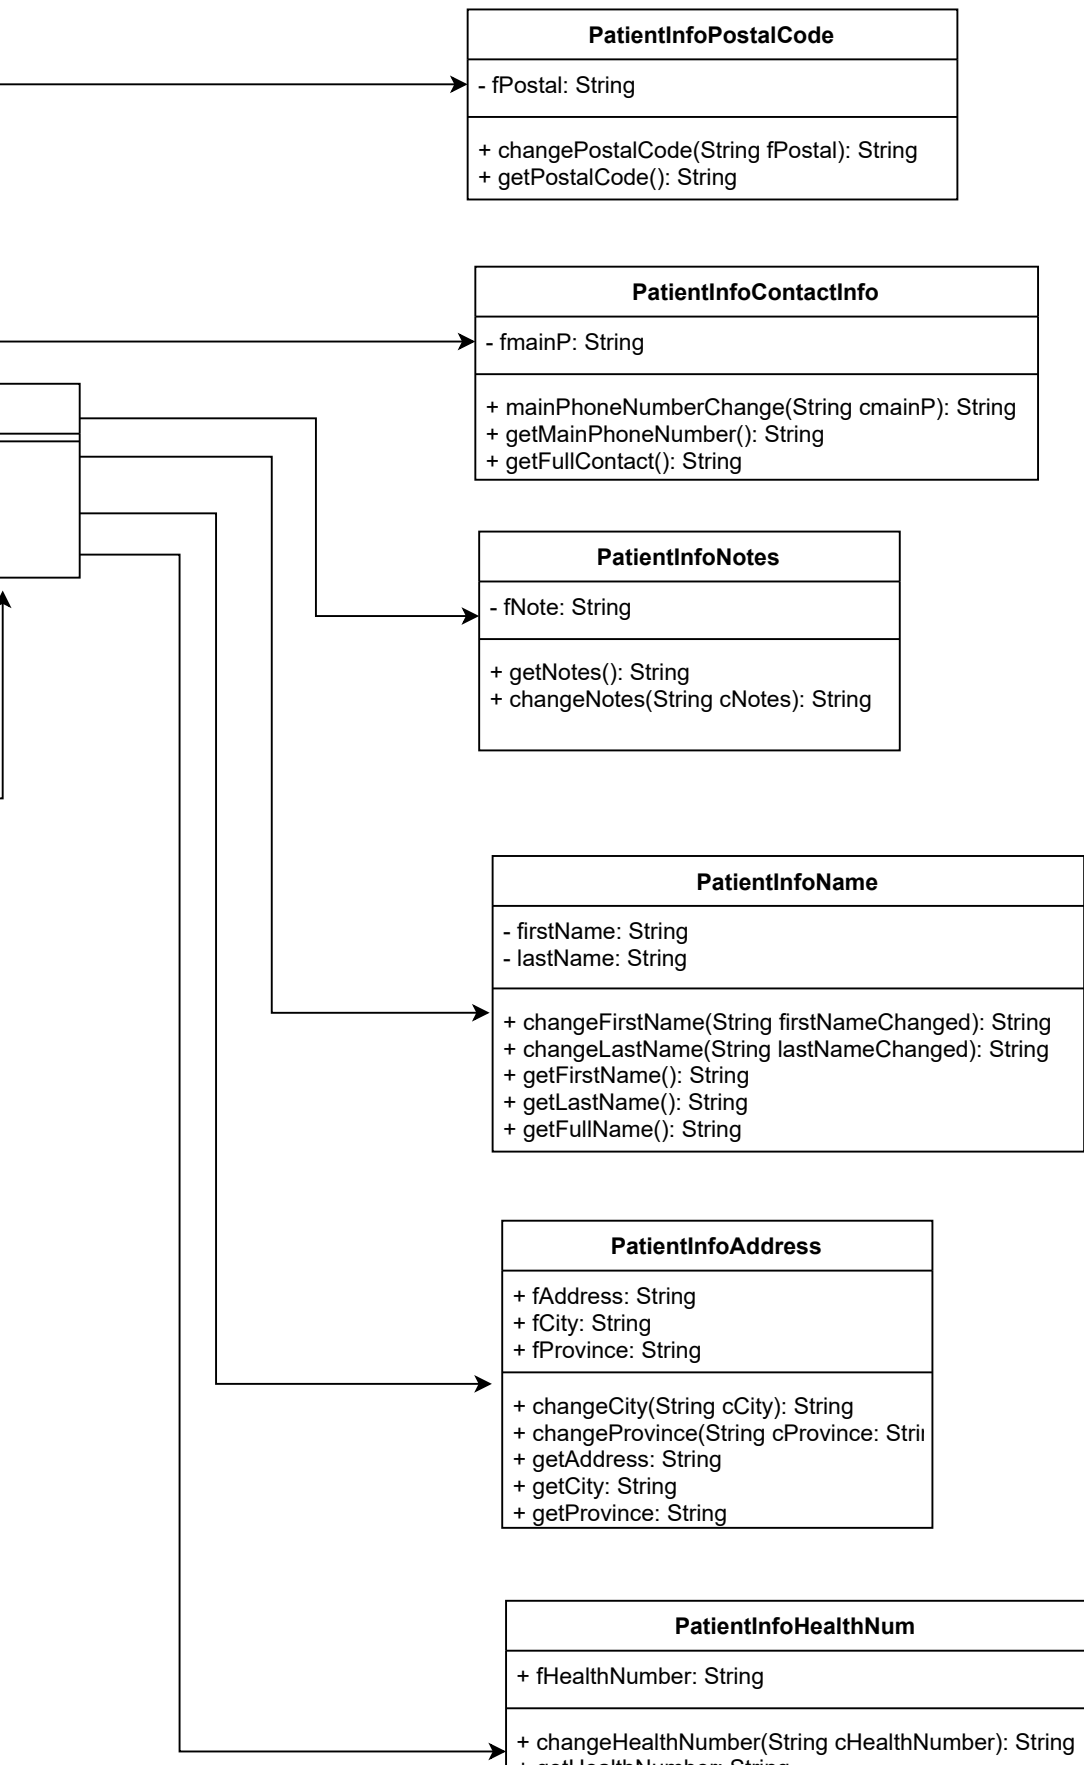 PatientInfoPostalCode
- fPostal: String
+ changePostalCode(String fPostal): String
+ getPostalCode(): String
PatientInfoContactInfo
- fmainP: String
+ mainPhoneNumberChange(String cmainP): String
+ getMainPhoneNumber(): String
+ getFullContact(): String
PatientInfoNotes
- fNote: String
+ getNotes(): String
+ changeNotes(String cNotes): String
PatientInfoName
- firstName: String
- lastName: String
+ changeFirstName(String firstNameChanged): String
+ changeLastName(String lastNameChanged): String
+ getFirstName(): String
+ getLastName(): String
+ getFullName(): String
PatientInfoAddress
+ fAddress: String
+ fCity: String
+ fProvince: String
+ changeCity(String cCity): String
+ changeProvince(String cProvince: Stri
+ getAddress: String
+ getCity: String
+ getProvince: String
PatientInfoHealthNum
+ fHealthNumber: String
+ changeHealthNumber(String cHealthNumber): String
+ getHealthNumber: String